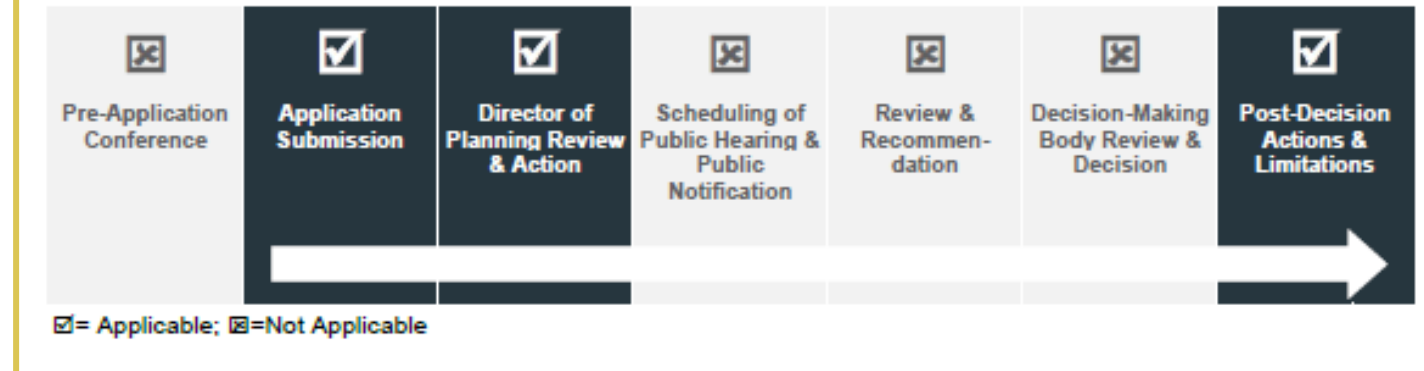 Pre-Application
Conference
Application
Submission
Director of
Planning Review
& Action
Scheduling of
Public Hearing &
Public
Notification
Review &
Recommen-
dation
Decision-Making
Body Review &
Decision
Post-Decision
Actions &
Limitations
☑= Applicable; ☒=Not Applicable